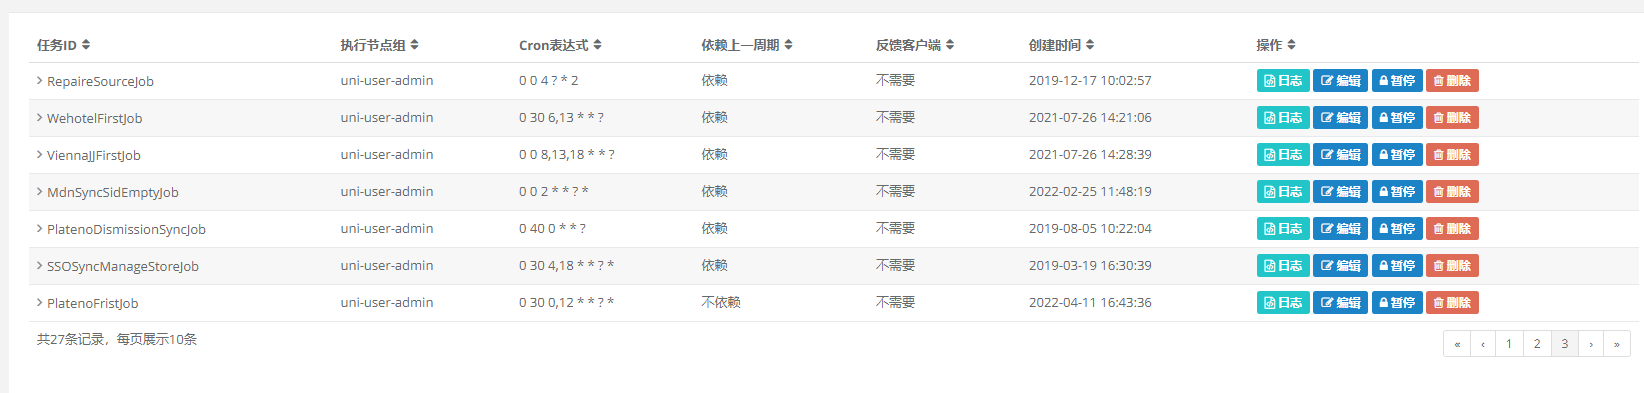 任务ID 执行节点组 Cron表达式 依赖上一周期 反馈客户端 创建时间 操作
RepaireSourceJob uni-user-admin 0 0 4 ? * 2 依赖 不需要 2019-12-17 10:02:57 日志 编辑 暂停 删除
WehotelFirstJob uni-user-admin 0 30 6,13 * * ? 依赖 不需要 2021-07-26 14:21:06 日志 编辑 暂停 删除
ViennaJJFirstJob uni-user-admin 0 0 8,13,18 * * ? 依赖 不需要 2021-07-26 14:28:39 日志 编辑 暂停 删除
MdnSyncSidEmptyJob uni-user-admin 0 0 2 * * ? * 依赖 不需要 2022-02-25 11:48:19 日志 编辑 暂停 删除
PlatenoDismissionSyncJob uni-user-admin 0 40 0 * * ? 依赖 不需要 2019-08-05 10:22:04 日志 编辑 暂停 删除
SSOSyncManageStoreJob uni-user-admin 0 30 4,18 * * ? * 依赖 不需要 2019-03-19 16:30:39 日志 编辑 暂停 删除
PlatenoFristJob uni-user-admin 0 30 0,12 * * ? * 不依赖 不需要 2022-04-11 16:43:36 日志 编辑 暂停 删除
共27条记录，每页展示10条 « ‹ 1 2 3 › »